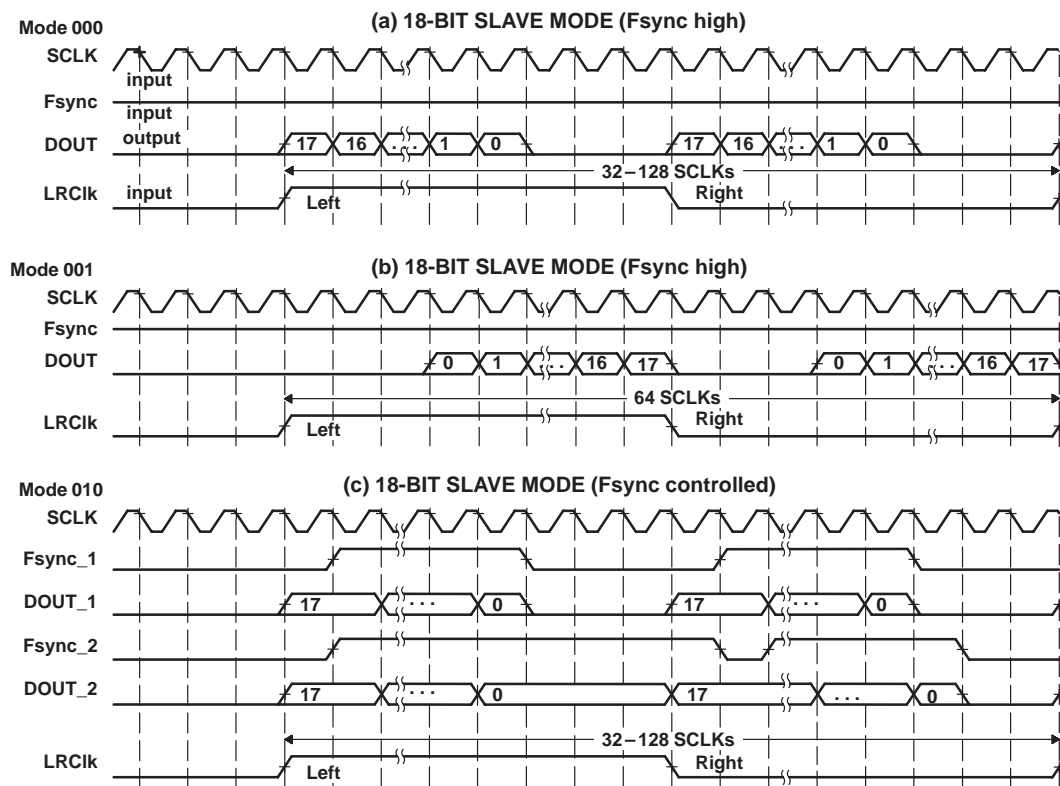 (a) 18-BIT SLAVE MODE (Fsync high)
Mode 000
SCLK
input
Fsync
input
output
DOUT
17 16 . . . 1 0 17 16 . . . 1 0
32–128 SCLKs
LRClk
input
Left
Right
(b) 18-BIT SLAVE MODE (Fsync high)
Mode 001
SCLK
Fsync
DOUT
0 1 . . . 16 17 0 1 . . . 16 17
64 SCLKs
LRClk
Left
Right
(c) 18-BIT SLAVE MODE (Fsync controlled)
Mode 010
SCLK
Fsync_1
DOUT_1
17 . . . 0 17 . . . 0
Fsync_2
DOUT_2
17 . . . 0 17 . . . 0
32–128 SCLKs
LRClk
Left
Right